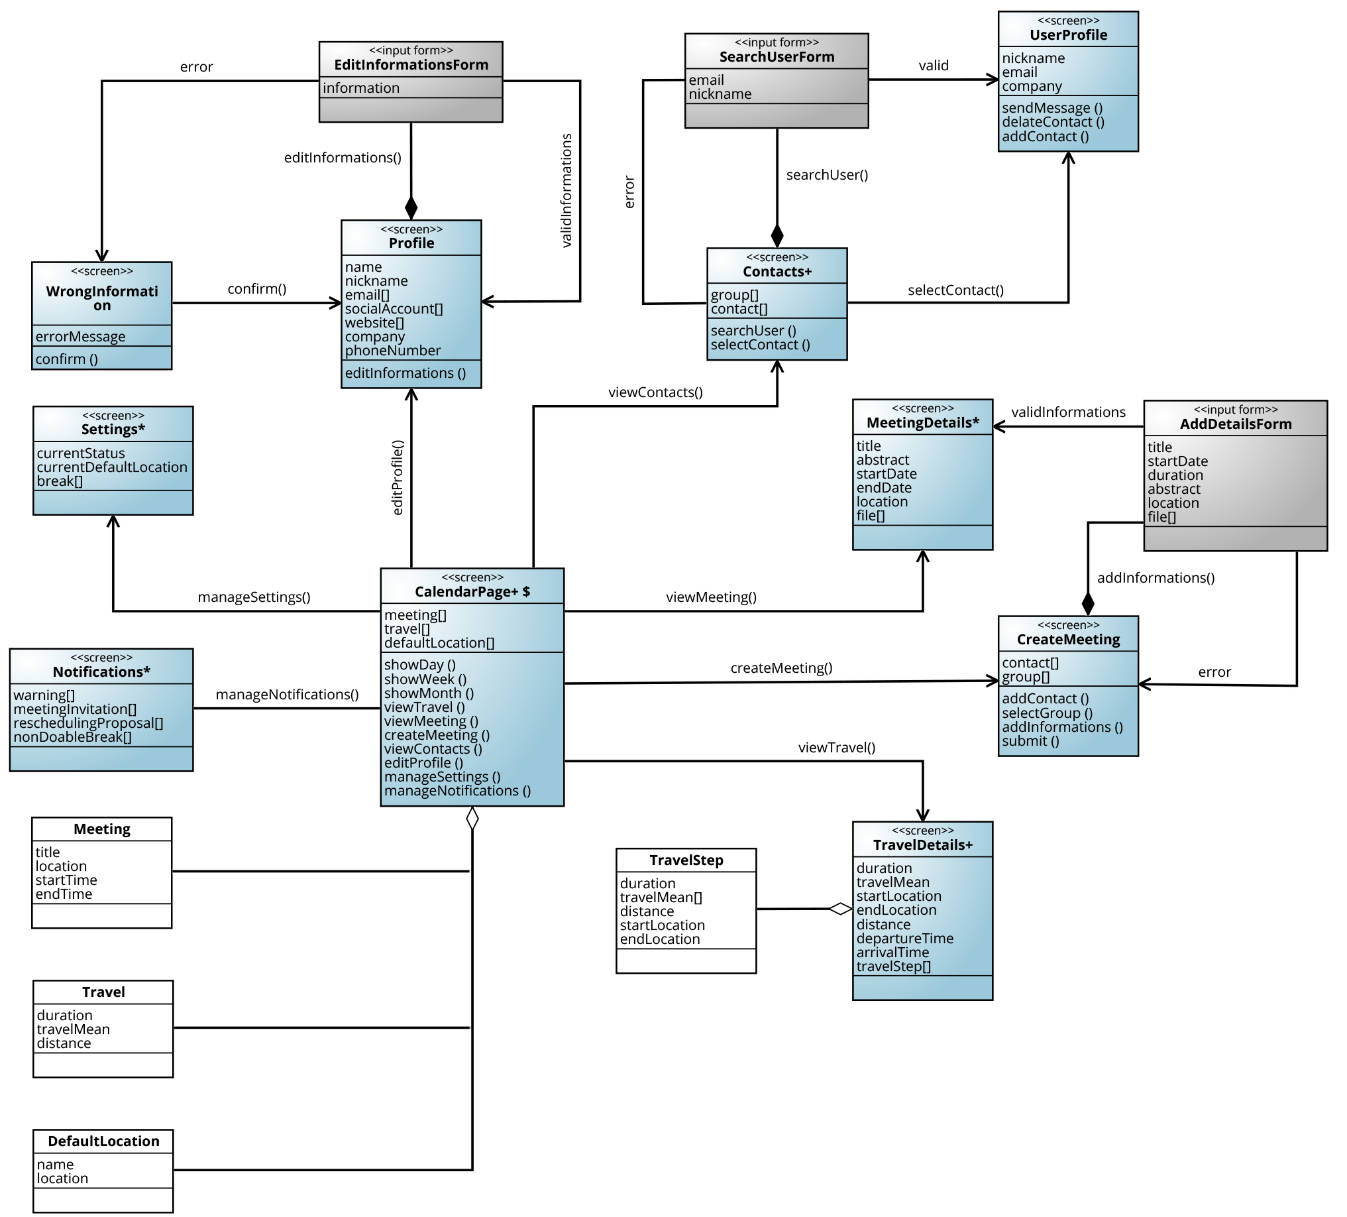 <<input form>>
EditInformationsForm
information
error
editInformations()
validInformations
<<input form>>
SearchUserForm
email
nickname
valid
error
searchUser()
<<screen>>
UserProfile
nickname
email
company
sendMessage ()
delateContact ()
addContact ()
<<screen>>
WrongInformati
on
errorMessage
confirm ()
confirm()
<<screen>>
Profile
name
nickname
email[]
socialAccount[]
website[]
company
phoneNumber
editInformations ()
<<screen>>
Contacts+
group[]
contact[]
searchUser ()
selectContact ()
selectContact()
viewContacts()
editProfile()
<<screen>>
Settings*
currentStatus
currentDefaultLocation
break[]
manageSettings()
<<screen>>
MeetingDetails*
title
abstract
startDate
endDate
location
file[]
validInformations
<<input form>>
AddDetailsForm
title
startDate
duration
abstract
location
file[]
addInformations()
error
<<screen>>
CalendarPage+ $
meeting[]
travel[]
defaultLocation[]
showDay ()
showWeek ()
showMonth ()
viewTravel ()
viewMeeting ()
createMeeting ()
viewContacts ()
editProfile ()
manageSettings ()
manageNotifications ()
viewMeeting()
createMeeting()
viewTravel()
<<screen>>
CreateMeeting
contact[]
group[]
addContact ()
selectGroup ()
addInformations ()
submit ()
<<screen>>
Notifications*
warning[]
meetingInvitation[]
reschedulingProposal[]
nonDoableBreak[]
manageNotifications()
Meeting
title
location
startTime
endTime
TravelStep
duration
travelMean[]
distance
startLocation
endLocation
<<screen>>
TravelDetails+
duration
travelMean
startLocation
endLocation
distance
departureTime
arrivalTime
travelStep[]
Travel
duration
travelMean
distance
DefaultLocation
name
location